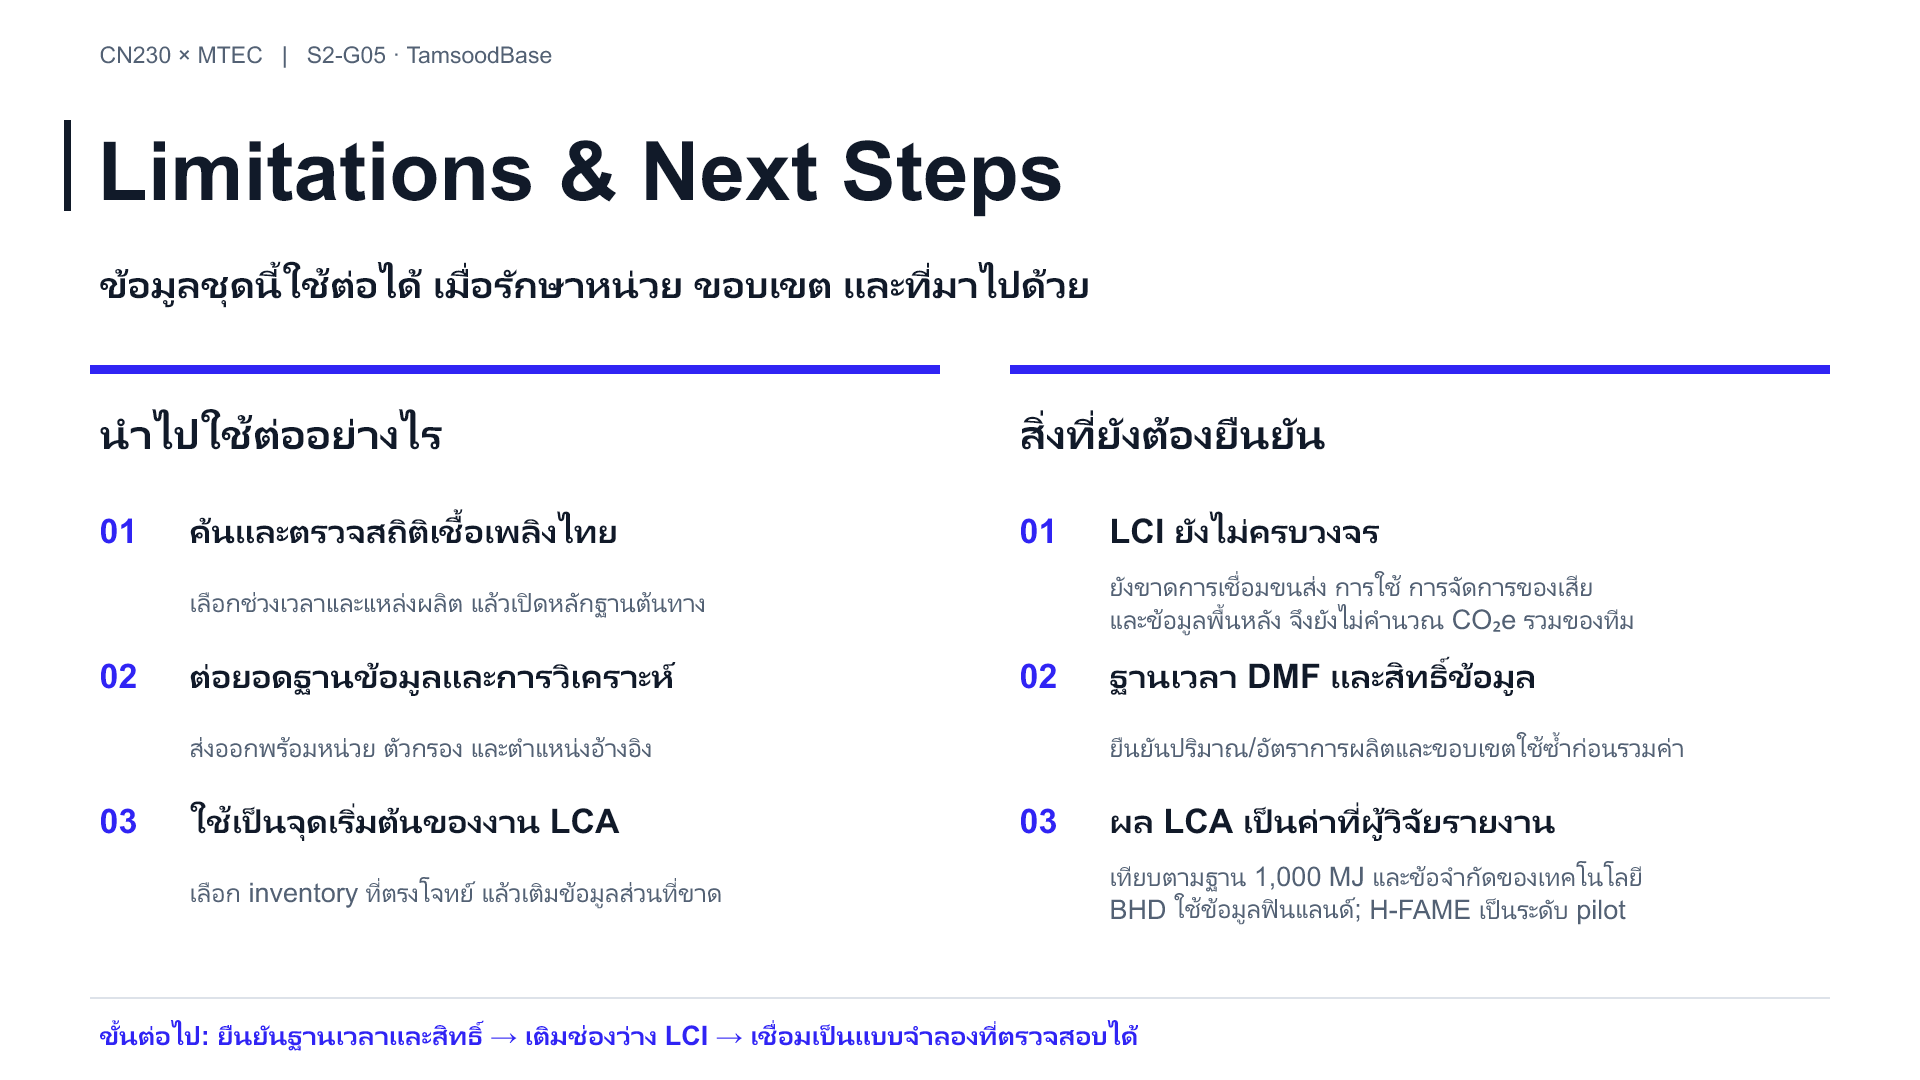 CN230 × MTEC | S2-G05 · TamsoodBase
Limitations & Next Steps
ข้อมูลชุดนี้ใช้ต่อได้ เมื่อรักษาหน่วย ขอบเขต และที่มาไปด้วย
นำไปใช้ต่ออย่างไร
01 ค้นและตรวจสถิติเชื้อเพลิงไทย
เลือกช่วงเวลาและแหล่งผลิต แล้วเปิดหลักฐานต้นทาง
02 ต่อยอดฐานข้อมูลและการวิเคราะห์
ส่งออกพร้อมหน่วย ตัวกรอง และตำแหน่งอ้างอิง
03 ใช้เป็นจุดเริ่มต้นของงาน LCA
เลือก inventory ที่ตรงโจทย์ แล้วเติมข้อมูลส่วนที่ขาด
สิ่งที่ยังต้องยืนยัน
01 LCI ยังไม่ครบวงจร
ยังขาดการเชื่อมขนส่ง การใช้ การจัดการของเสีย
และข้อมูลพื้นหลัง จึงยังไม่คำนวณ CO₂e รวมของทีม
02 ฐานเวลา DMF และสิทธิ์ข้อมูล
ยืนยันปริมาณ/อัตราการผลิตและขอบเขตใช้ซ้ำก่อนรวมค่า
03 ผล LCA เป็นค่าที่ผู้วิจัยรายงาน
เทียบตามฐาน 1,000 MJ และข้อจำกัดของเทคโนโลยี
BHD ใช้ข้อมูลฟินแลนด์; H-FAME เป็นระดับ pilot
ขั้นต่อไป: ยืนยันฐานเวลาและสิทธิ์ → เติมช่องว่าง LCI → เชื่อมเป็นแบบจำลองที่ตรวจสอบได้